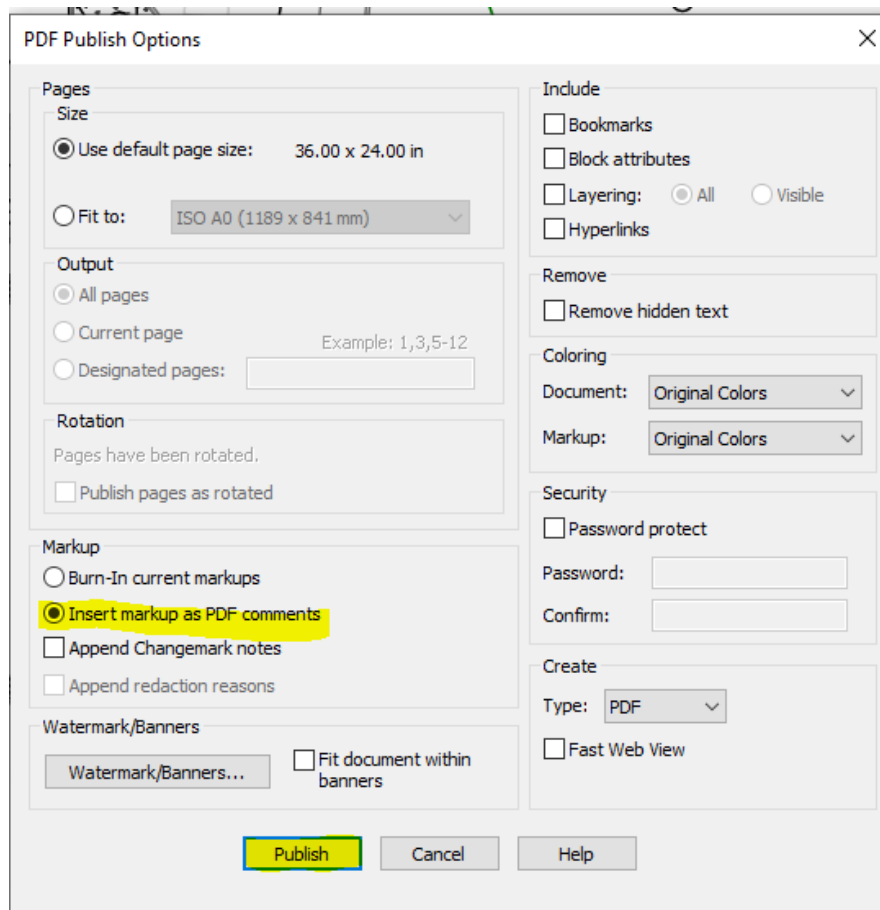 PDF Publish Options
Pages
Size
Use default page size: 36.00 x 24.00 in
Fit to: ISO A0 (1189 x 841 mm)
Output
All pages
Current page
Example: 1,3,5-12
Designated pages:
Rotation
Pages have been rotated.
Publish pages as rotated
Markup
Burn-In current markups
Insert markup as PDF comments
Append Changemark notes
Append redaction reasons
Watermark/Banners
Watermark/Banners...
Fit document within
banners
Include
Bookmarks
Block attributes
Layering: All Visible
Hyperlinks
Remove
Remove hidden text
Coloring
Document: Original Colors
Markup: Original Colors
Security
Password protect
Password:
Confirm:
Create
Type: PDF
Fast Web View
Publish Cancel Help